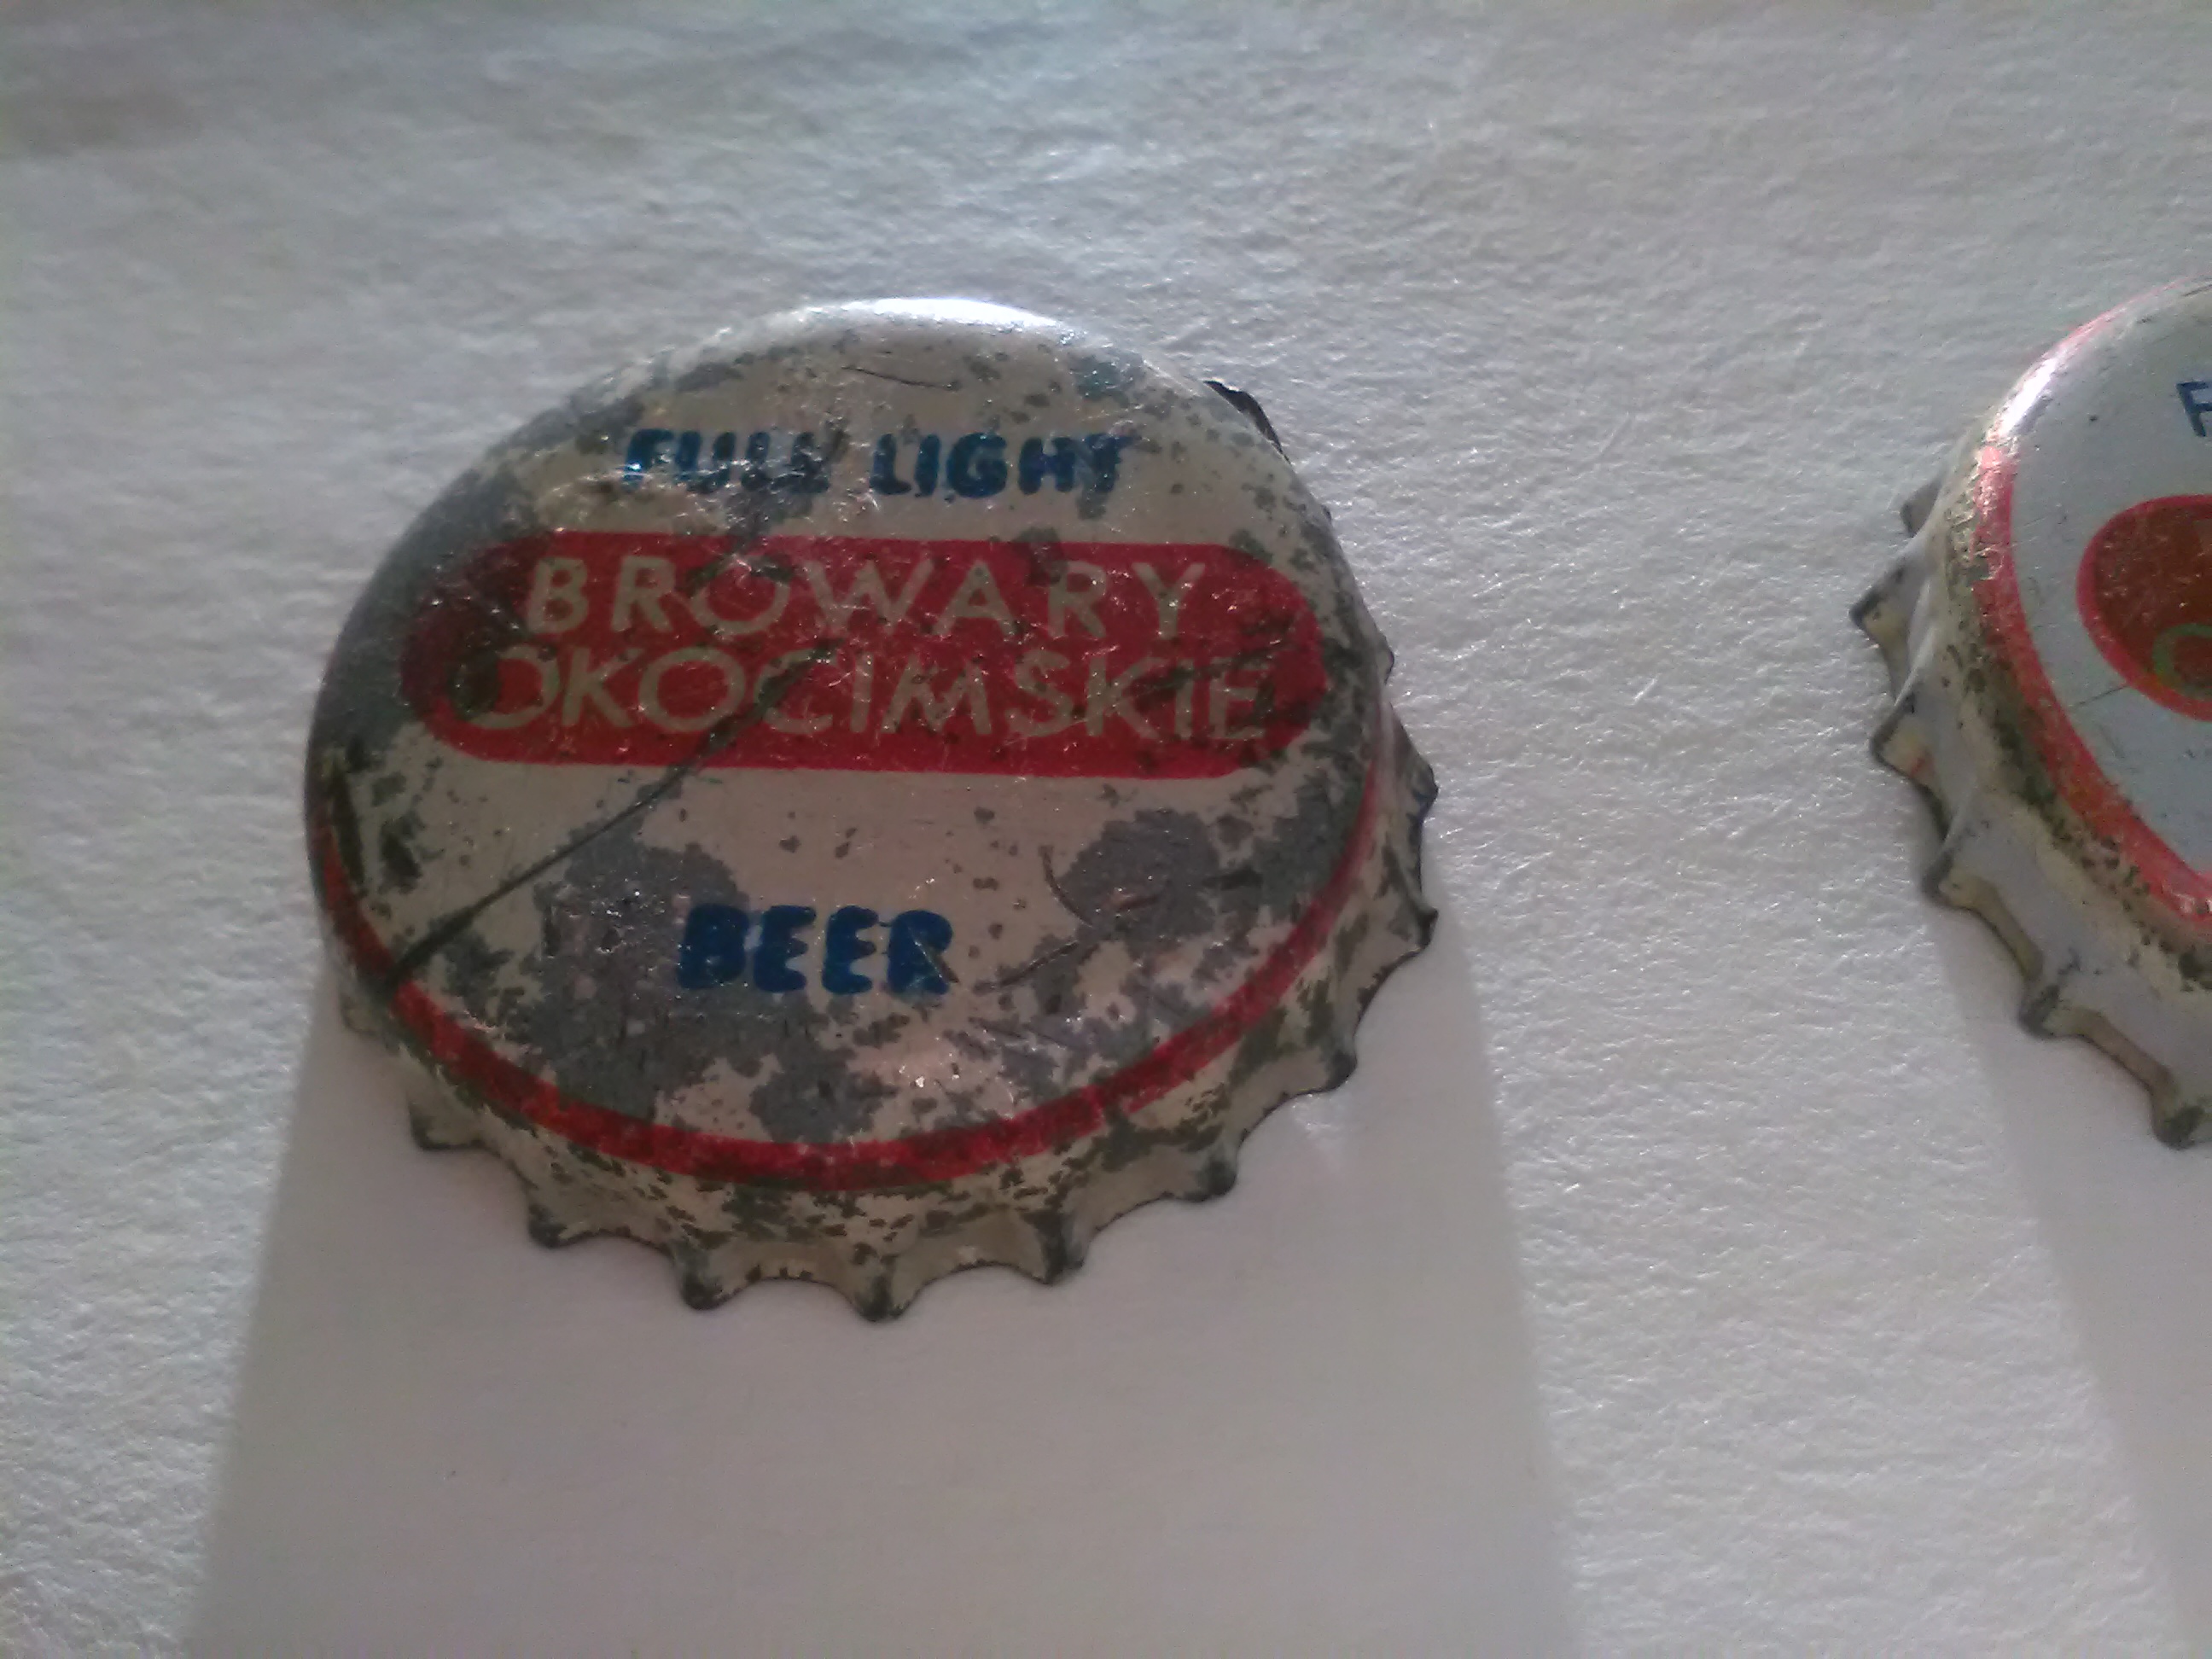 FULL LIGHT
BROWARY
OKOCIMSKIE
BEER
F